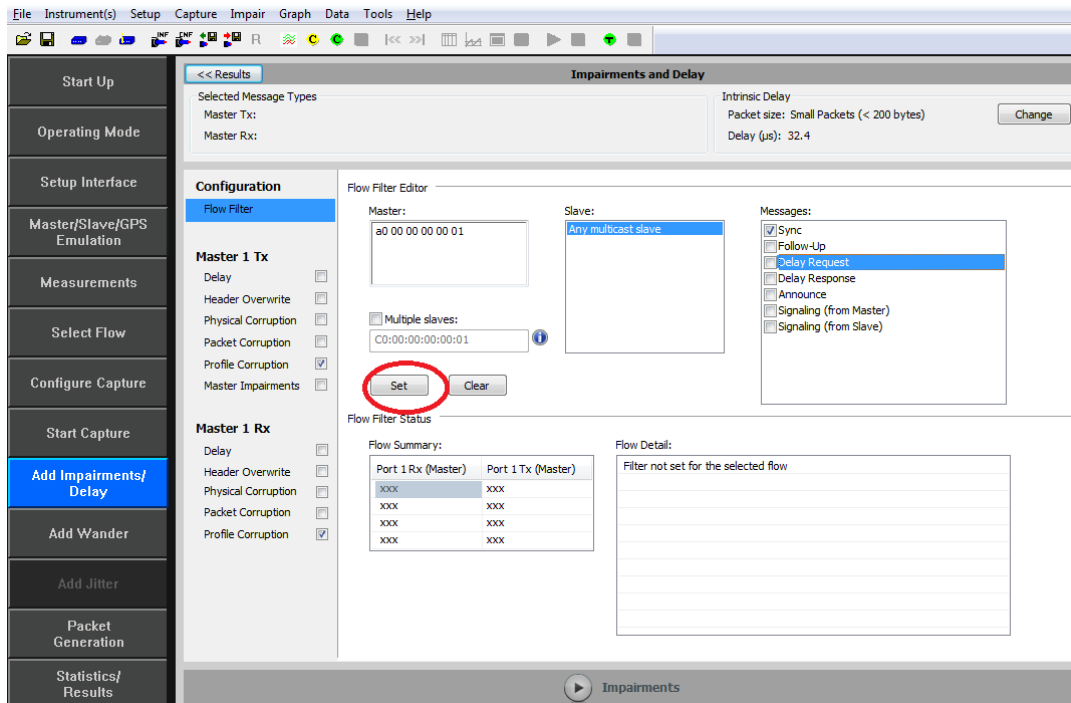 File Instrument(s) Setup Capture Impair Graph Data Tools Help
INF CNF R C C T
Start Up
Operating Mode
Setup Interface
Master/Slave/GPS
Emulation
Measurements
Select Flow
Configure Capture
Start Capture
Add Impairments/
Delay
Add Wander
Add Jitter
Packet
Generation
Statistics/
Results
<< Results
Impairments and Delay
Selected Message Types
Master Tx:
Master Rx:
Intrinsic Delay
Packet size: Small Packets (< 200 bytes)
Change
Delay (µs): 32.4
Configuration
Flow Filter
Master 1 Tx
Delay
Header Overwrite
Physical Corruption
Packet Corruption
Profile Corruption
Master Impairments
Master 1 Rx
Delay
Header Overwrite
Physical Corruption
Packet Corruption
Profile Corruption
Flow Filter Editor
Master:
a0 00 00 00 00 01
Multiple slaves:
C0:00:00:00:00:01
Set
Clear
Slave:
Any multicast slave
Messages:
Sync
Follow-Up
Delay Request
Delay Response
Announce
Signaling (from Master)
Signaling (from Slave)
Flow Filter Status
Flow Summary:
Port 1 Rx (Master) Port 1 Tx (Master)
xxx xxx
xxx xxx
xxx xxx
xxx xxx
Flow Detail:
Filter not set for the selected flow
Impairments